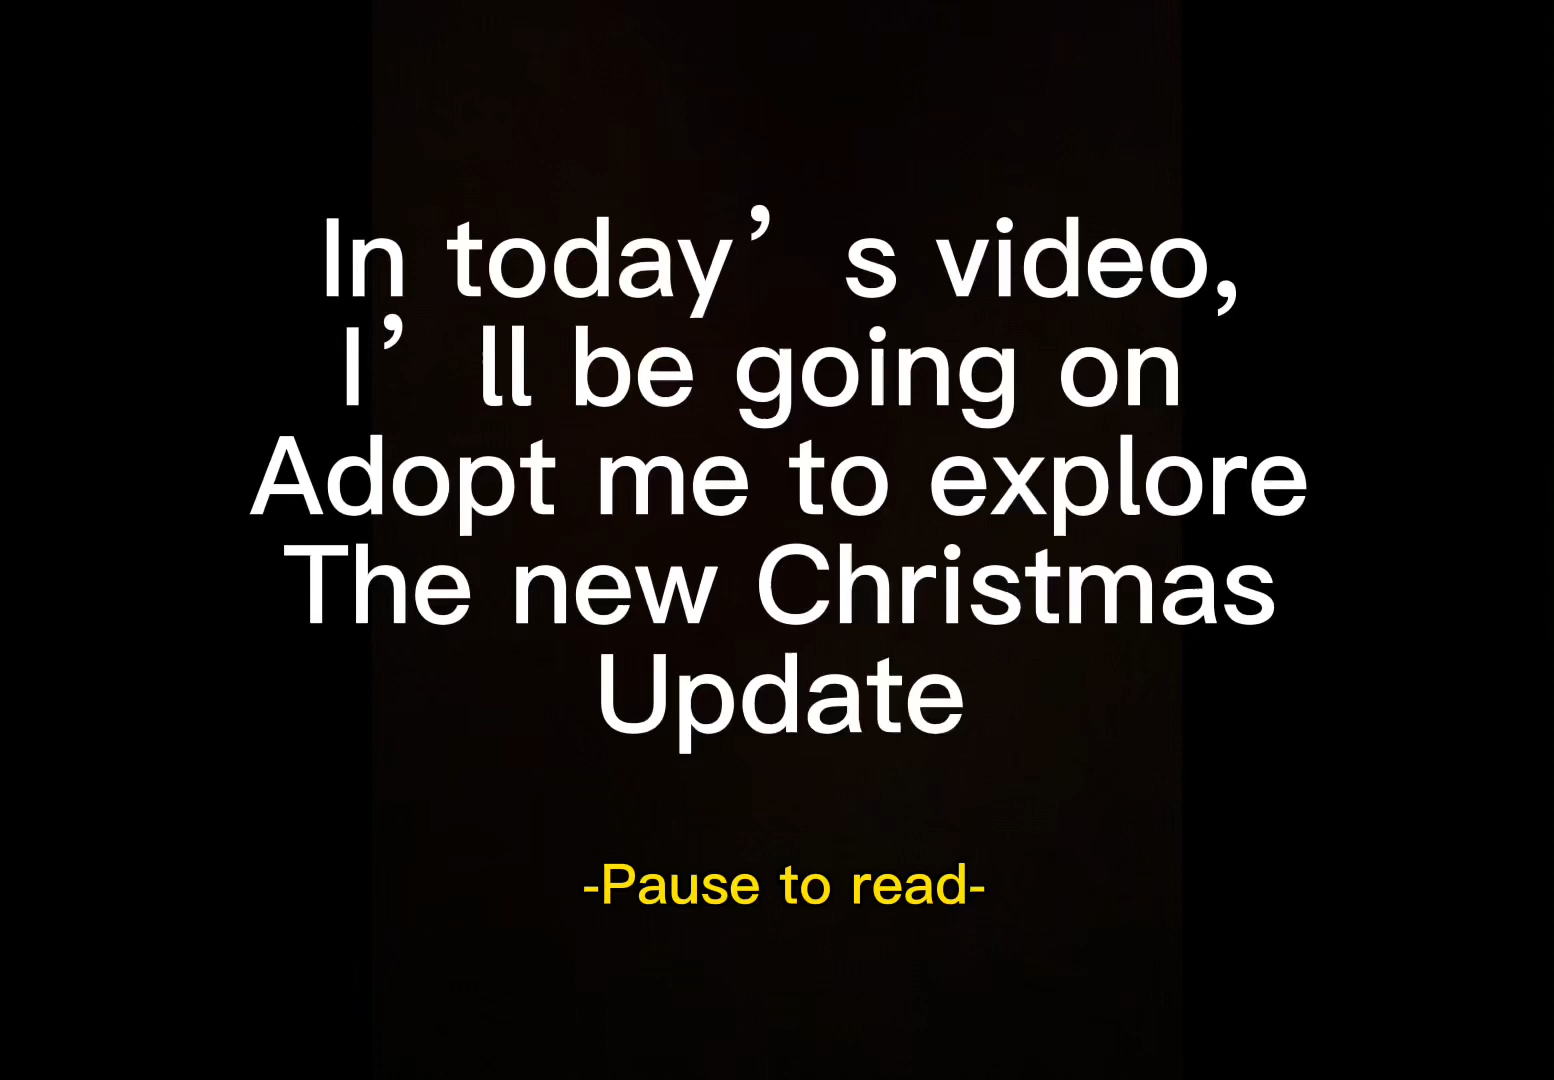 In today’s video,
I’ll be going on
Adopt me to explore
The new Christmas
Update
-Pause to read-